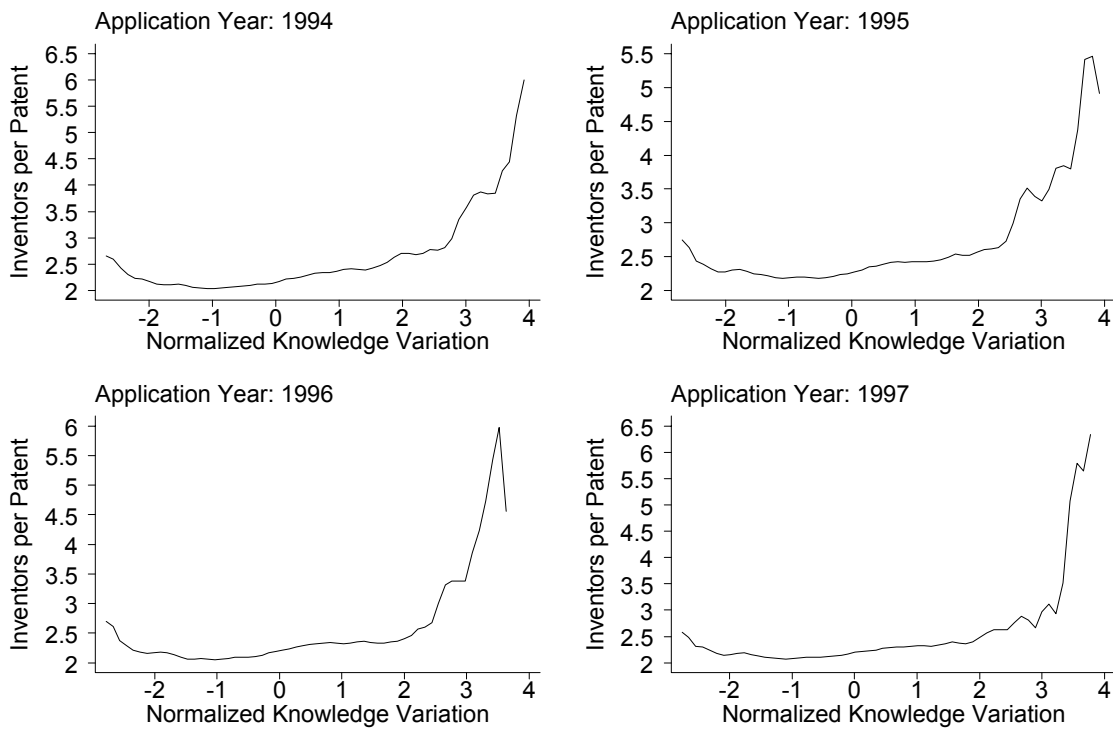 Application Year: 1994
Inventors per Patent
6.5
6
5.5
5
4.5
4
3.5
3
2.5
2
-2 -1 0 1 2 3 4
Normalized Knowledge Variation
Application Year: 1995
Inventors per Patent
5.5
5
4.5
4
3.5
3
2.5
2
-2 -1 0 1 2 3 4
Normalized Knowledge Variation
Application Year: 1996
Inventors per Patent
6
5.5
5
4.5
4
3.5
3
2.5
2
-2 -1 0 1 2 3 4
Normalized Knowledge Variation
Application Year: 1997
Inventors per Patent
6.5
6
5.5
5
4.5
4
3.5
3
2.5
2
-2 -1 0 1 2 3 4
Normalized Knowledge Variation